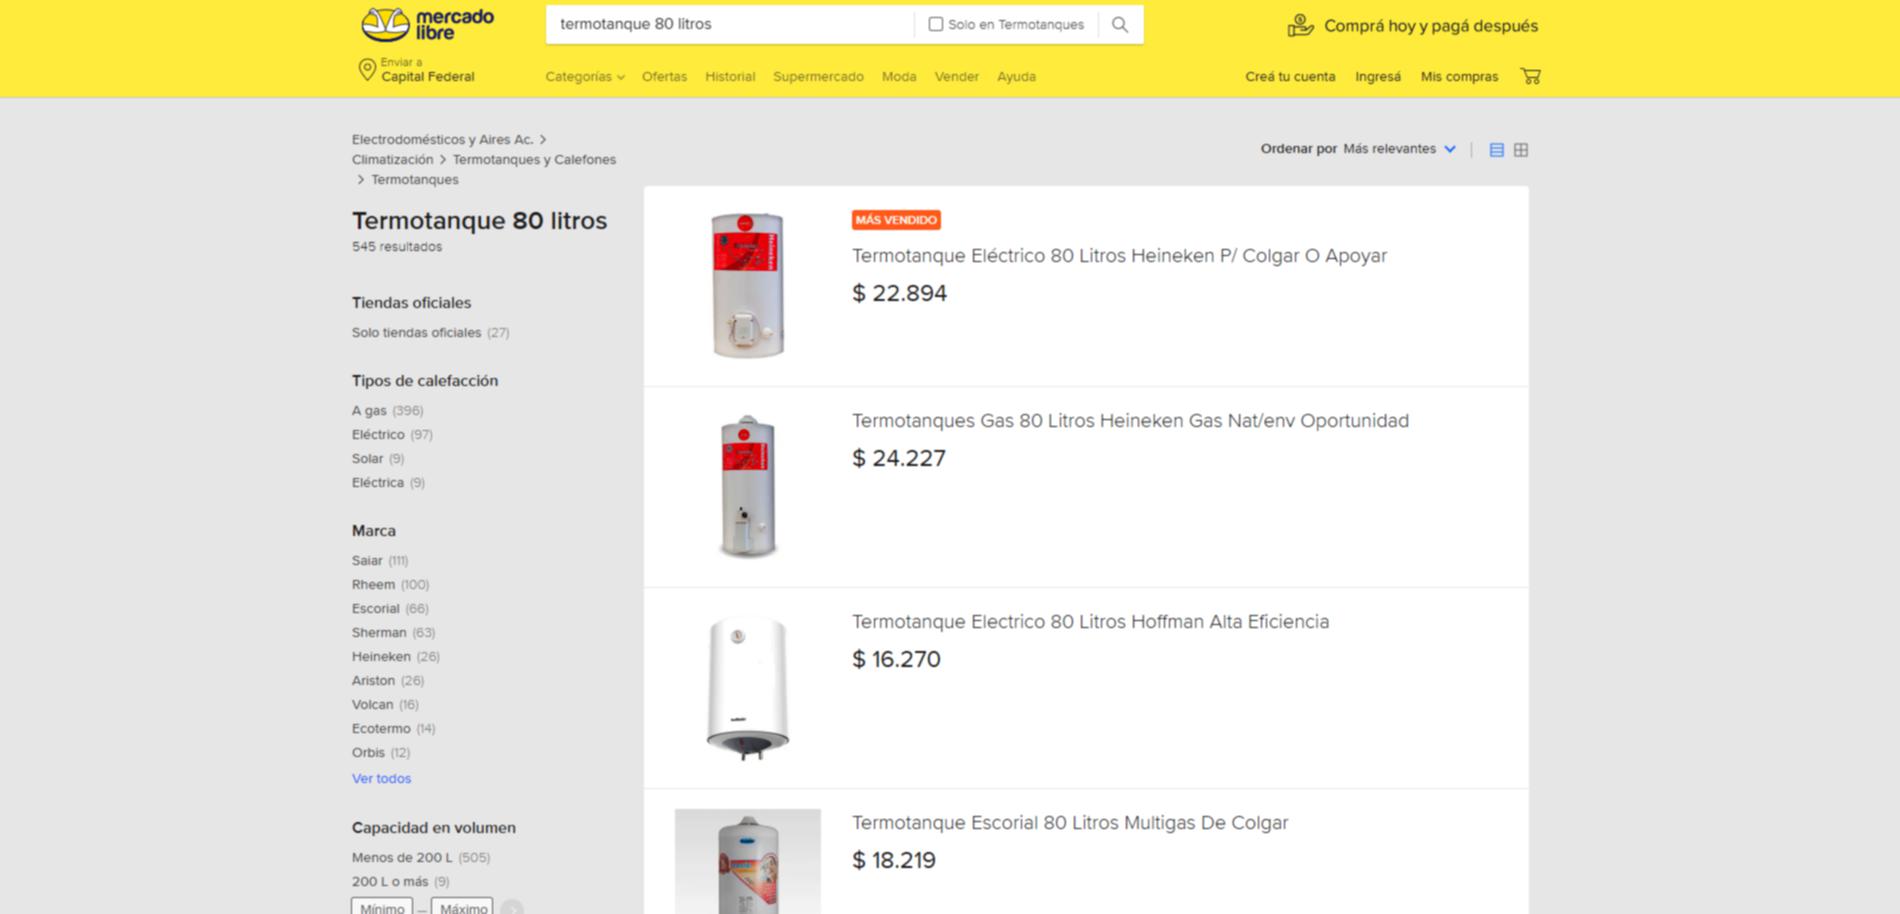 mercado
libre
termotanque 80 litros
Solo en Termotanques
Comprá hoy y pagá después
Enviar a
Capital Federal
Categorías
Ofertas
Historial
Supermercado
Moda
Vender
Ayuda
Creá tu cuenta
Ingresá
Mis compras
Electrodomésticos y Aires Ac. >
Climatización > Termotanques y Calefones
> Termotanques
Ordenar por Más relevantes
Termotanque 80 litros
545 resultados
Tiendas oficiales
Solo tiendas oficiales (27)
Tipos de calefacción
A gas (396)
Eléctrico (97)
Solar (9)
Eléctrica (9)
Marca
Saiar (111)
Rheem (100)
Escorial (66)
Sherman (63)
Heineken (26)
Ariston (26)
Volcan (16)
Ecotermo (14)
Orbis (12)
Ver todos
Capacidad en volumen
Menos de 200 L (505)
200 L o más (9)
Mínimo — Máximo
MÁS VENDIDO
Termotanque Eléctrico 80 Litros Heineken P/ Colgar O Apoyar
$ 22.894
Heineken
Termotanques Gas 80 Litros Heineken Gas Nat/env Oportunidad
$ 24.227
Heineken
Termotanque Electrico 80 Litros Hoffman Alta Eficiencia
$ 16.270
Termotanque Escorial 80 Litros Multigas De Colgar
$ 18.219